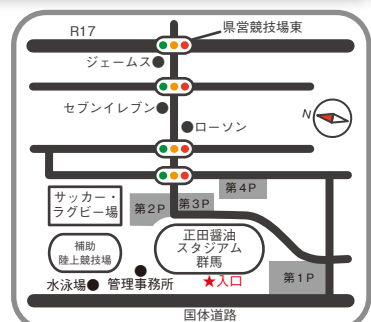 R17
県営競技場東
ジェームス
セブンイレブン
N
ローソン
第4P
サッカー・
ラグビー場
第2P
第3P
正田醤油
スタジアム
群馬
補助
陸上競技場
第1P
水泳場
管理事務所
★入口
国体道路